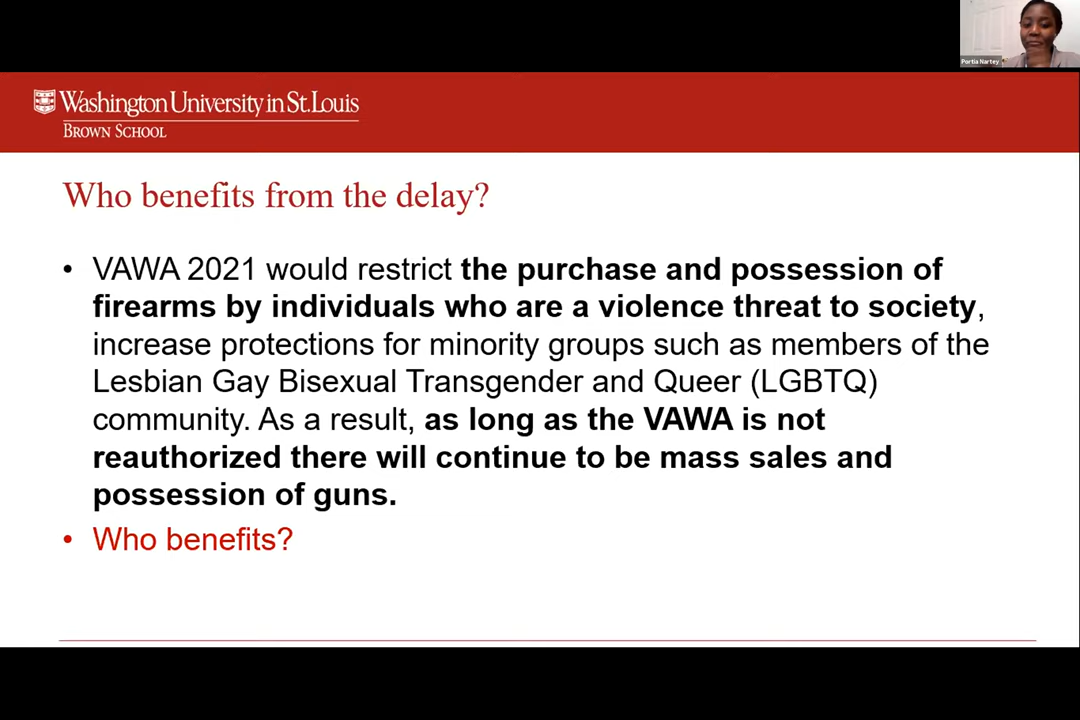 Portia Nartey
Washington University in St. Louis
BROWN SCHOOL
Who benefits from the delay?
• VAWA 2021 would restrict the purchase and possession of
firearms by individuals who are a violence threat to society,
increase protections for minority groups such as members of the
Lesbian Gay Bisexual Transgender and Queer (LGBTQ)
community. As a result, as long as the VAWA is not
reauthorized there will continue to be mass sales and
possession of guns.
• Who benefits?